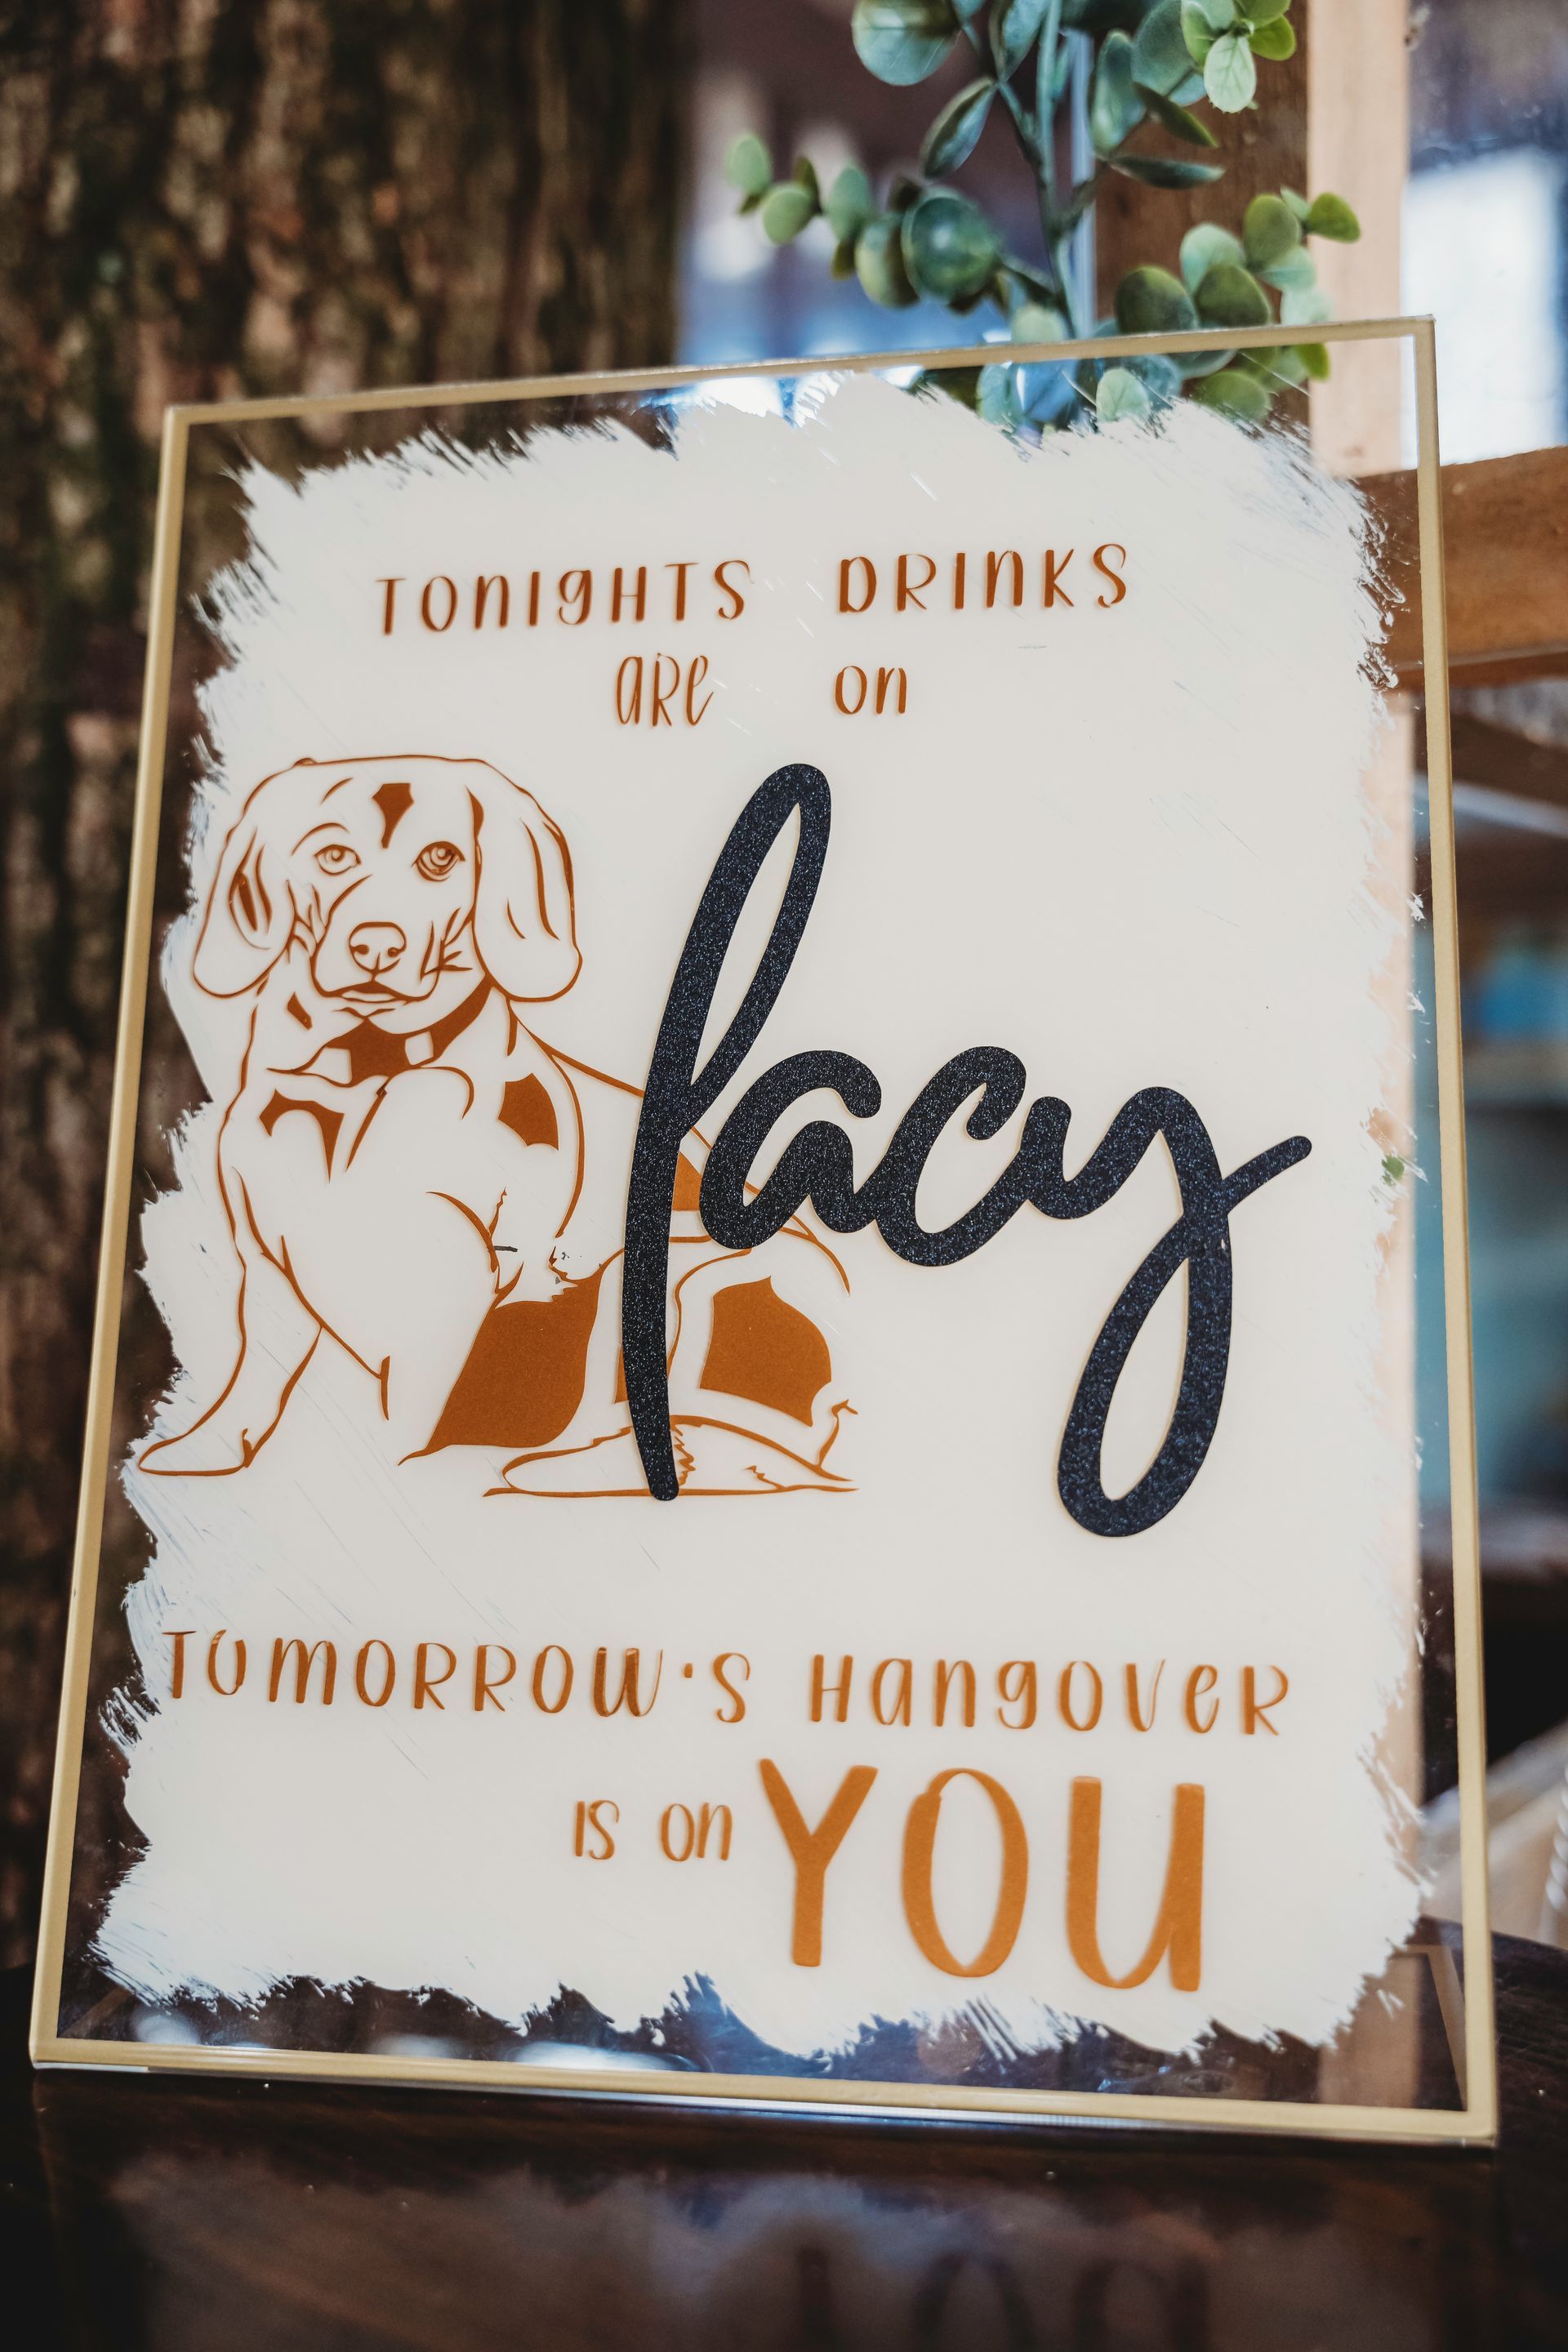 TONIGHTS DRINKS
are on
lacy
TOMORROW'S Hangover
is on YOU